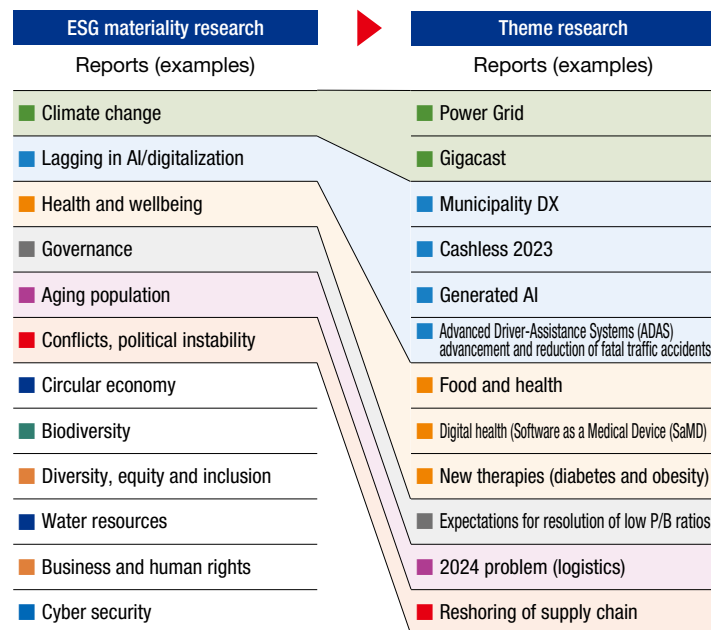 ESG materiality research
Reports (examples)
Climate change
Lagging in AI/digitalization
Health and wellbeing
Governance
Aging population
Conflicts, political instability
Circular economy
Biodiversity
Diversity, equity and inclusion
Water resources
Business and human rights
Cyber security
Theme research
Reports (examples)
Power Grid
Gigacast
Municipality DX
Cashless 2023
Generated AI
Advanced Driver-Assistance Systems (ADAS)
advancement and reduction of fatal traffic accidents
Food and health
Digital health (Software as a Medical Device (SaMD)
New therapies (diabetes and obesity)
Expectations for resolution of low P/B ratios
2024 problem (logistics)
Reshoring of supply chain